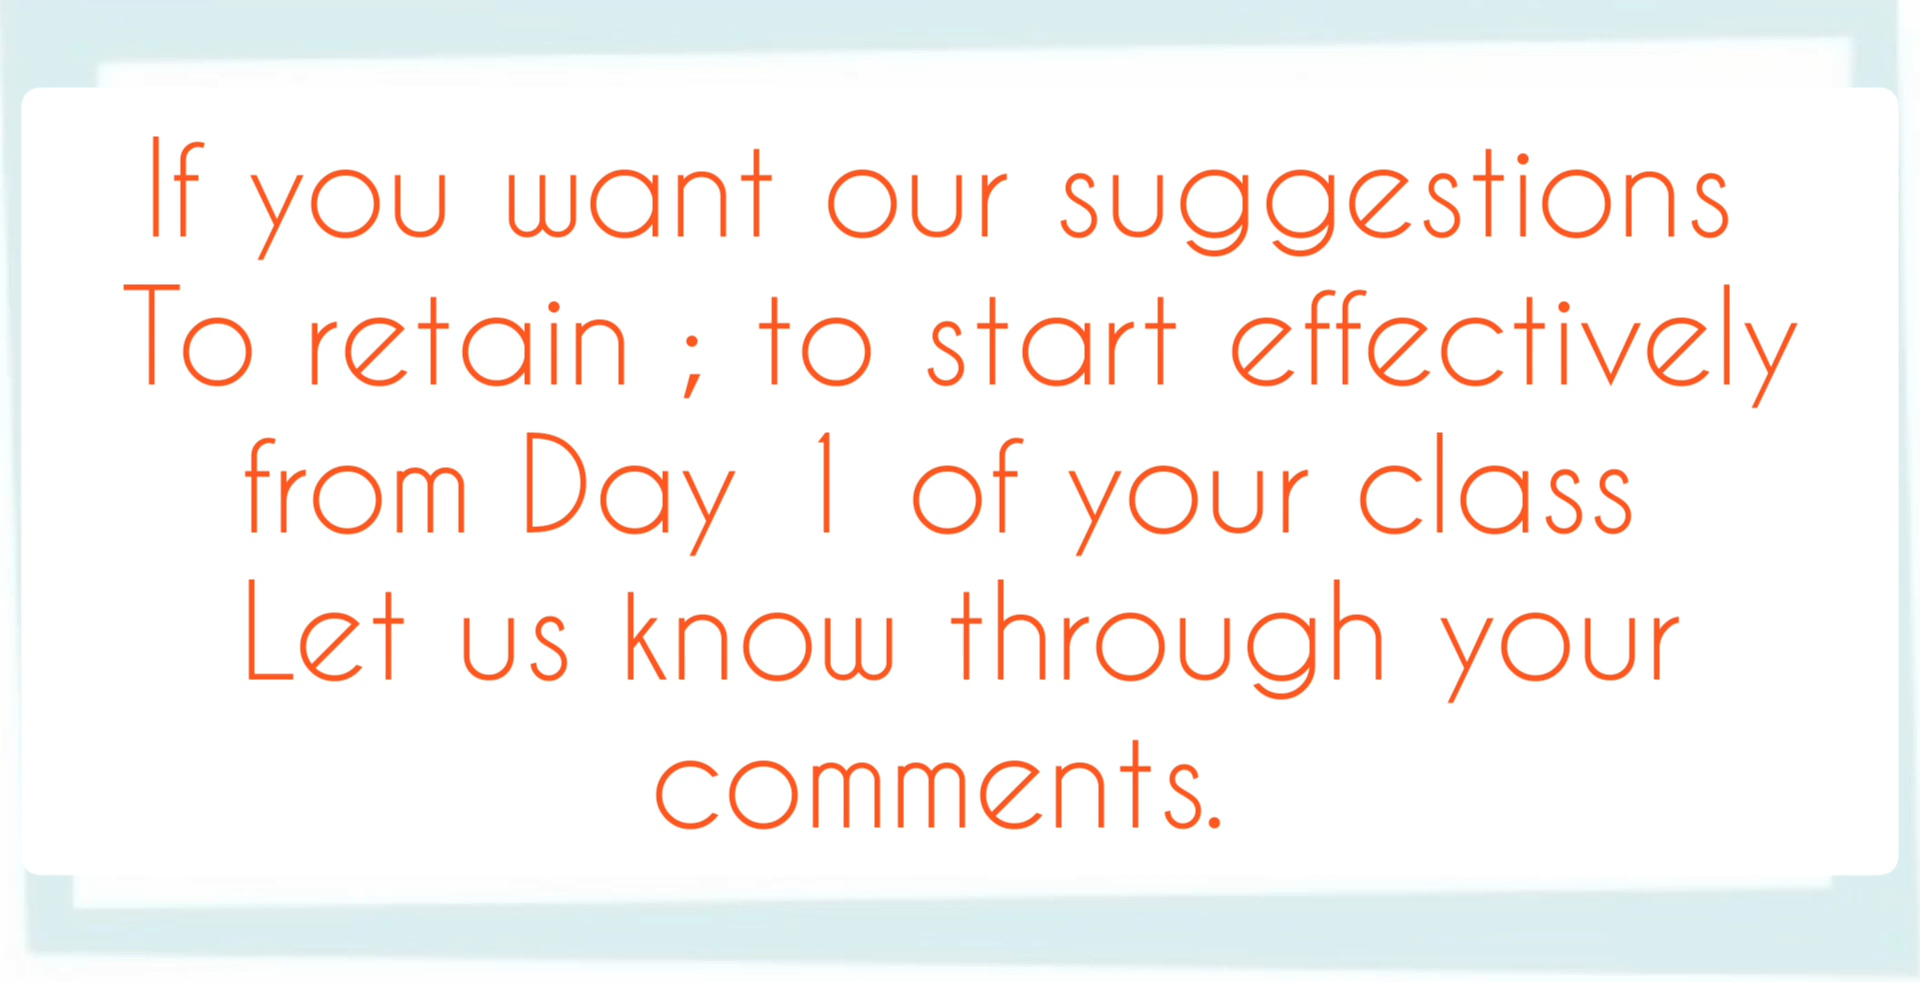 If you want our suggestions
To retain ; to start effectively
from Day 1 of your class
Let us know through your
comments.